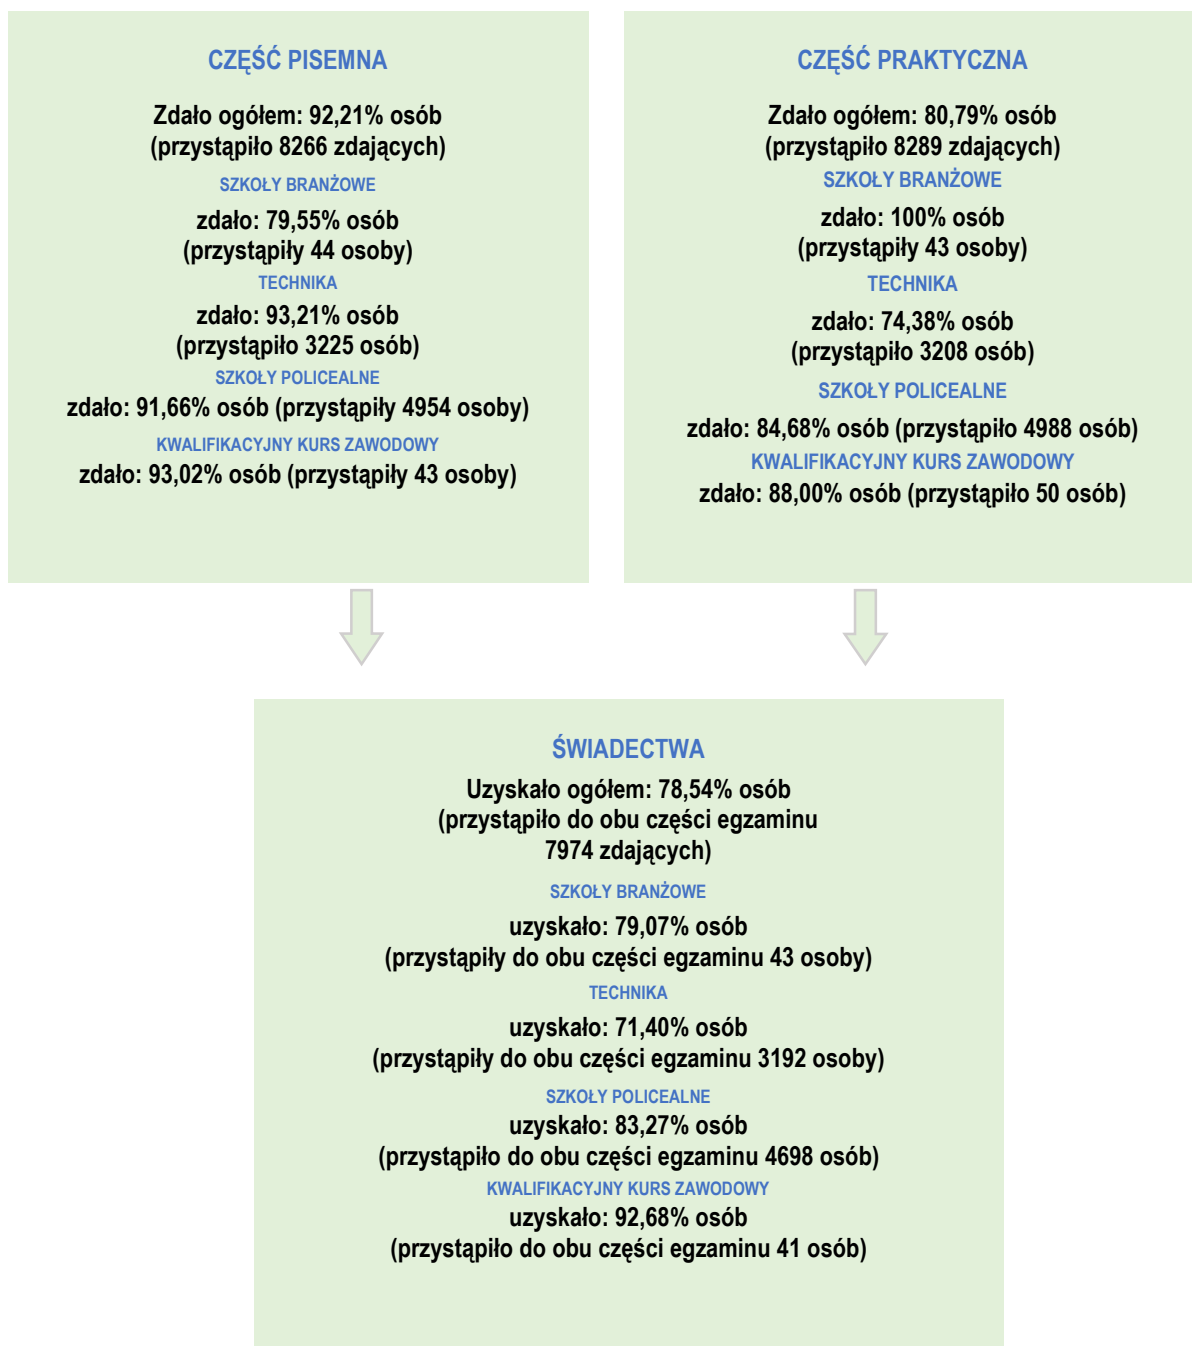 CZĘŚĆ PISEMNA
Zdało ogółem: 92,21% osób
(przystąpiło 8266 zdających)
SZKOŁY BRANŻOWE
zdało: 79,55% osób
(przystąpiły 44 osoby)
TECHNIKA
zdało: 93,21% osób
(przystąpiło 3225 osób)
SZKOŁY POLICEALNE
zdało: 91,66% osób (przystąpiły 4954 osoby)
KWALIFIKACYJNY KURS ZAWODOWY
zdało: 93,02% osób (przystąpiły 43 osoby)
CZĘŚĆ PRAKTYCZNA
Zdało ogółem: 80,79% osób
(przystąpiło 8289 zdających)
SZKOŁY BRANŻOWE
zdało: 100% osób
(przystąpiły 43 osoby)
TECHNIKA
zdało: 74,38% osób
(przystąpiło 3208 osób)
SZKOŁY POLICEALNE
zdało: 84,68% osób (przystąpiło 4988 osób)
KWALIFIKACYJNY KURS ZAWODOWY
zdało: 88,00% osób (przystąpiło 50 osób)
ŚWIADECTWA
Uzyskało ogółem: 78,54% osób
(przystąpiło do obu części egzaminu
7974 zdających)
SZKOŁY BRANŻOWE
uzyskało: 79,07% osób
(przystąpiły do obu części egzaminu 43 osoby)
TECHNIKA
uzyskało: 71,40% osób
(przystąpiły do obu części egzaminu 3192 osoby)
SZKOŁY POLICEALNE
uzyskało: 83,27% osób
(przystąpiło do obu części egzaminu 4698 osób)
KWALIFIKACYJNY KURS ZAWODOWY
uzyskało: 92,68% osób
(przystąpiło do obu części egzaminu 41 osób)